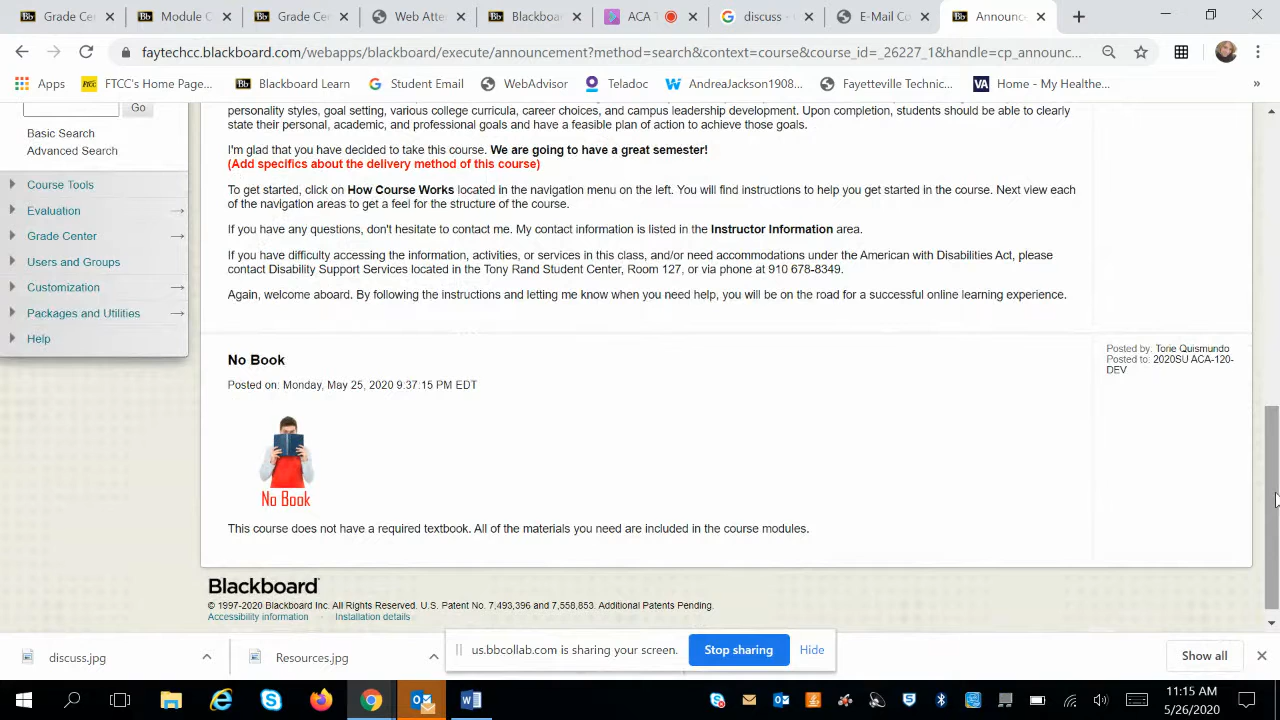 Grade Cer
Module C
Grade Cer
Web Atte
Blackboa
ACA T
discuss -
E-Mail Co
Announc
faytechcc.blackboard.com/webapps/blackboard/execute/announcement?method=search&context=course&course_id=_26227_1&handle=cp_announc...
Apps
FTCC's Home Pag...
Blackboard Learn
Student Email
WebAdvisor
Teladoc
AndreaJackson1908...
Fayetteville Technic...
Home - My Healthe...
»
Go
Basic Search
Advanced Search
Course Tools
Evaluation
Grade Center
Users and Groups
Customization
Packages and Utilities
Help
personality styles, goal setting, various college curricula, career choices, and campus leadership development. Upon completion, students should be able to clearly
state their personal, academic, and professional goals and have a feasible plan of action to achieve those goals.
I'm glad that you have decided to take this course. We are going to have a great semester!
(Add specifics about the delivery method of this course)
To get started, click on How Course Works located in the navigation menu on the left. You will find instructions to help you get started in the course. Next view each
of the navigation areas to get a feel for the structure of the course.
If you have any questions, don't hesitate to contact me. My contact information is listed in the Instructor Information area.
If you have difficulty accessing the information, activities, or services in this class, and/or need accommodations under the American with Disabilities Act, please
contact Disability Support Services located in the Tony Rand Student Center, Room 127, or via phone at 910 678-8349.
Again, welcome aboard. By following the instructions and letting me know when you need help, you will be on the road for a successful online learning experience.
No Book
Posted on: Monday, May 25, 2020 9:37:15 PM EDT
No Book
This course does not have a required textbook. All of the materials you need are included in the course modules.
Posted by: Torie Quismundo
Posted to: 2020SU ACA-120-
DEV
Blackboard
© 1997-2020 Blackboard Inc. All Rights Reserved. U.S. Patent No. 7,493,396 and 7,558,853. Additional Patents Pending.
Accessibility information · Installation details
discuss.jpg
Resources.jpg
us.bbcollab.com is sharing your screen.
Stop sharing
Hide
Show all
11:15 AM
5/26/2020